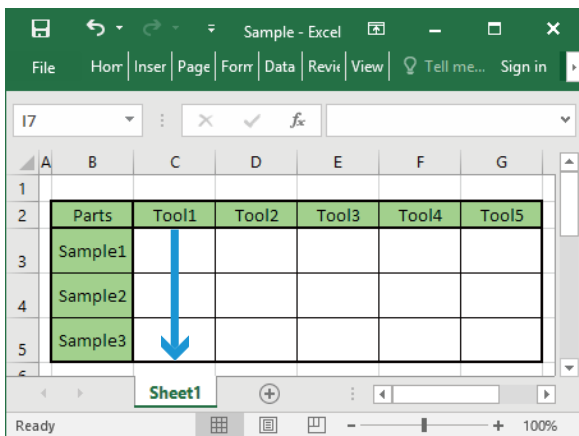 Sample - Excel
File Horr Inser Page Forr Data Revie View Tell me... Sign in
I7 fx
A B C D E F G
1
2 Parts Tool1 Tool2 Tool3 Tool4 Tool5
3 Sample1
4 Sample2
5 Sample3
Sheet1
Ready 100%